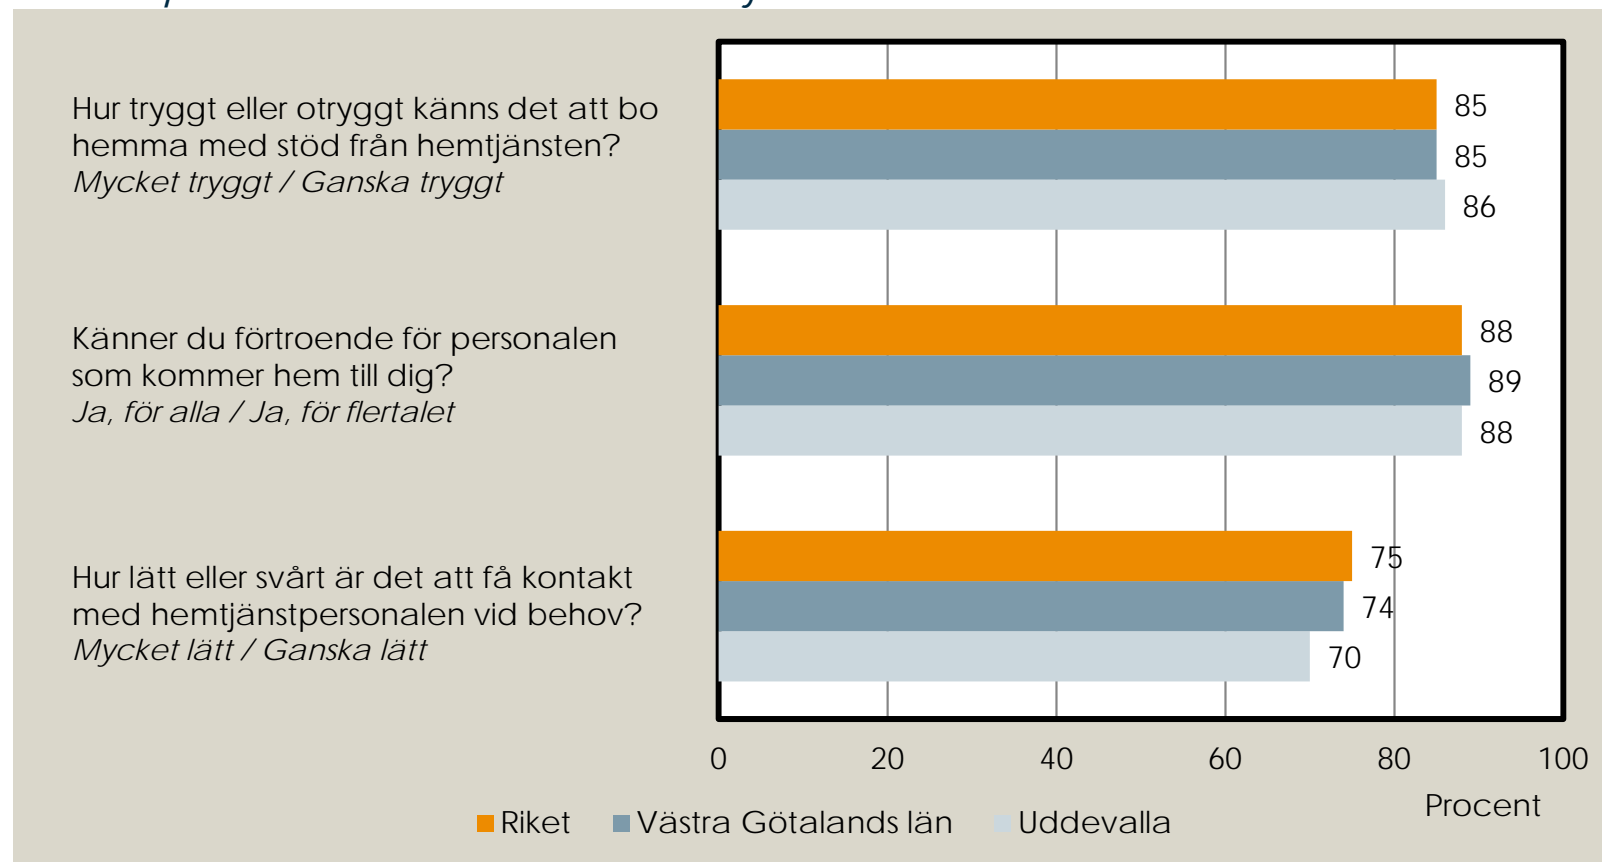 Hur tryggt eller otryggt känns det att bo
hemma med stöd från hemtjänsten?
Mycket tryggt / Ganska tryggt
85
85
86
Känner du förtroende för personalen
som kommer hem till dig?
Ja, för alla / Ja, för flertalet
88
89
88
Hur lätt eller svårt är det att få kontakt
med hemtjänstpersonalen vid behov?
Mycket lätt / Ganska lätt
75
74
70
0 20 40 60 80 100
Procent
Riket Västra Götalands län Uddevalla